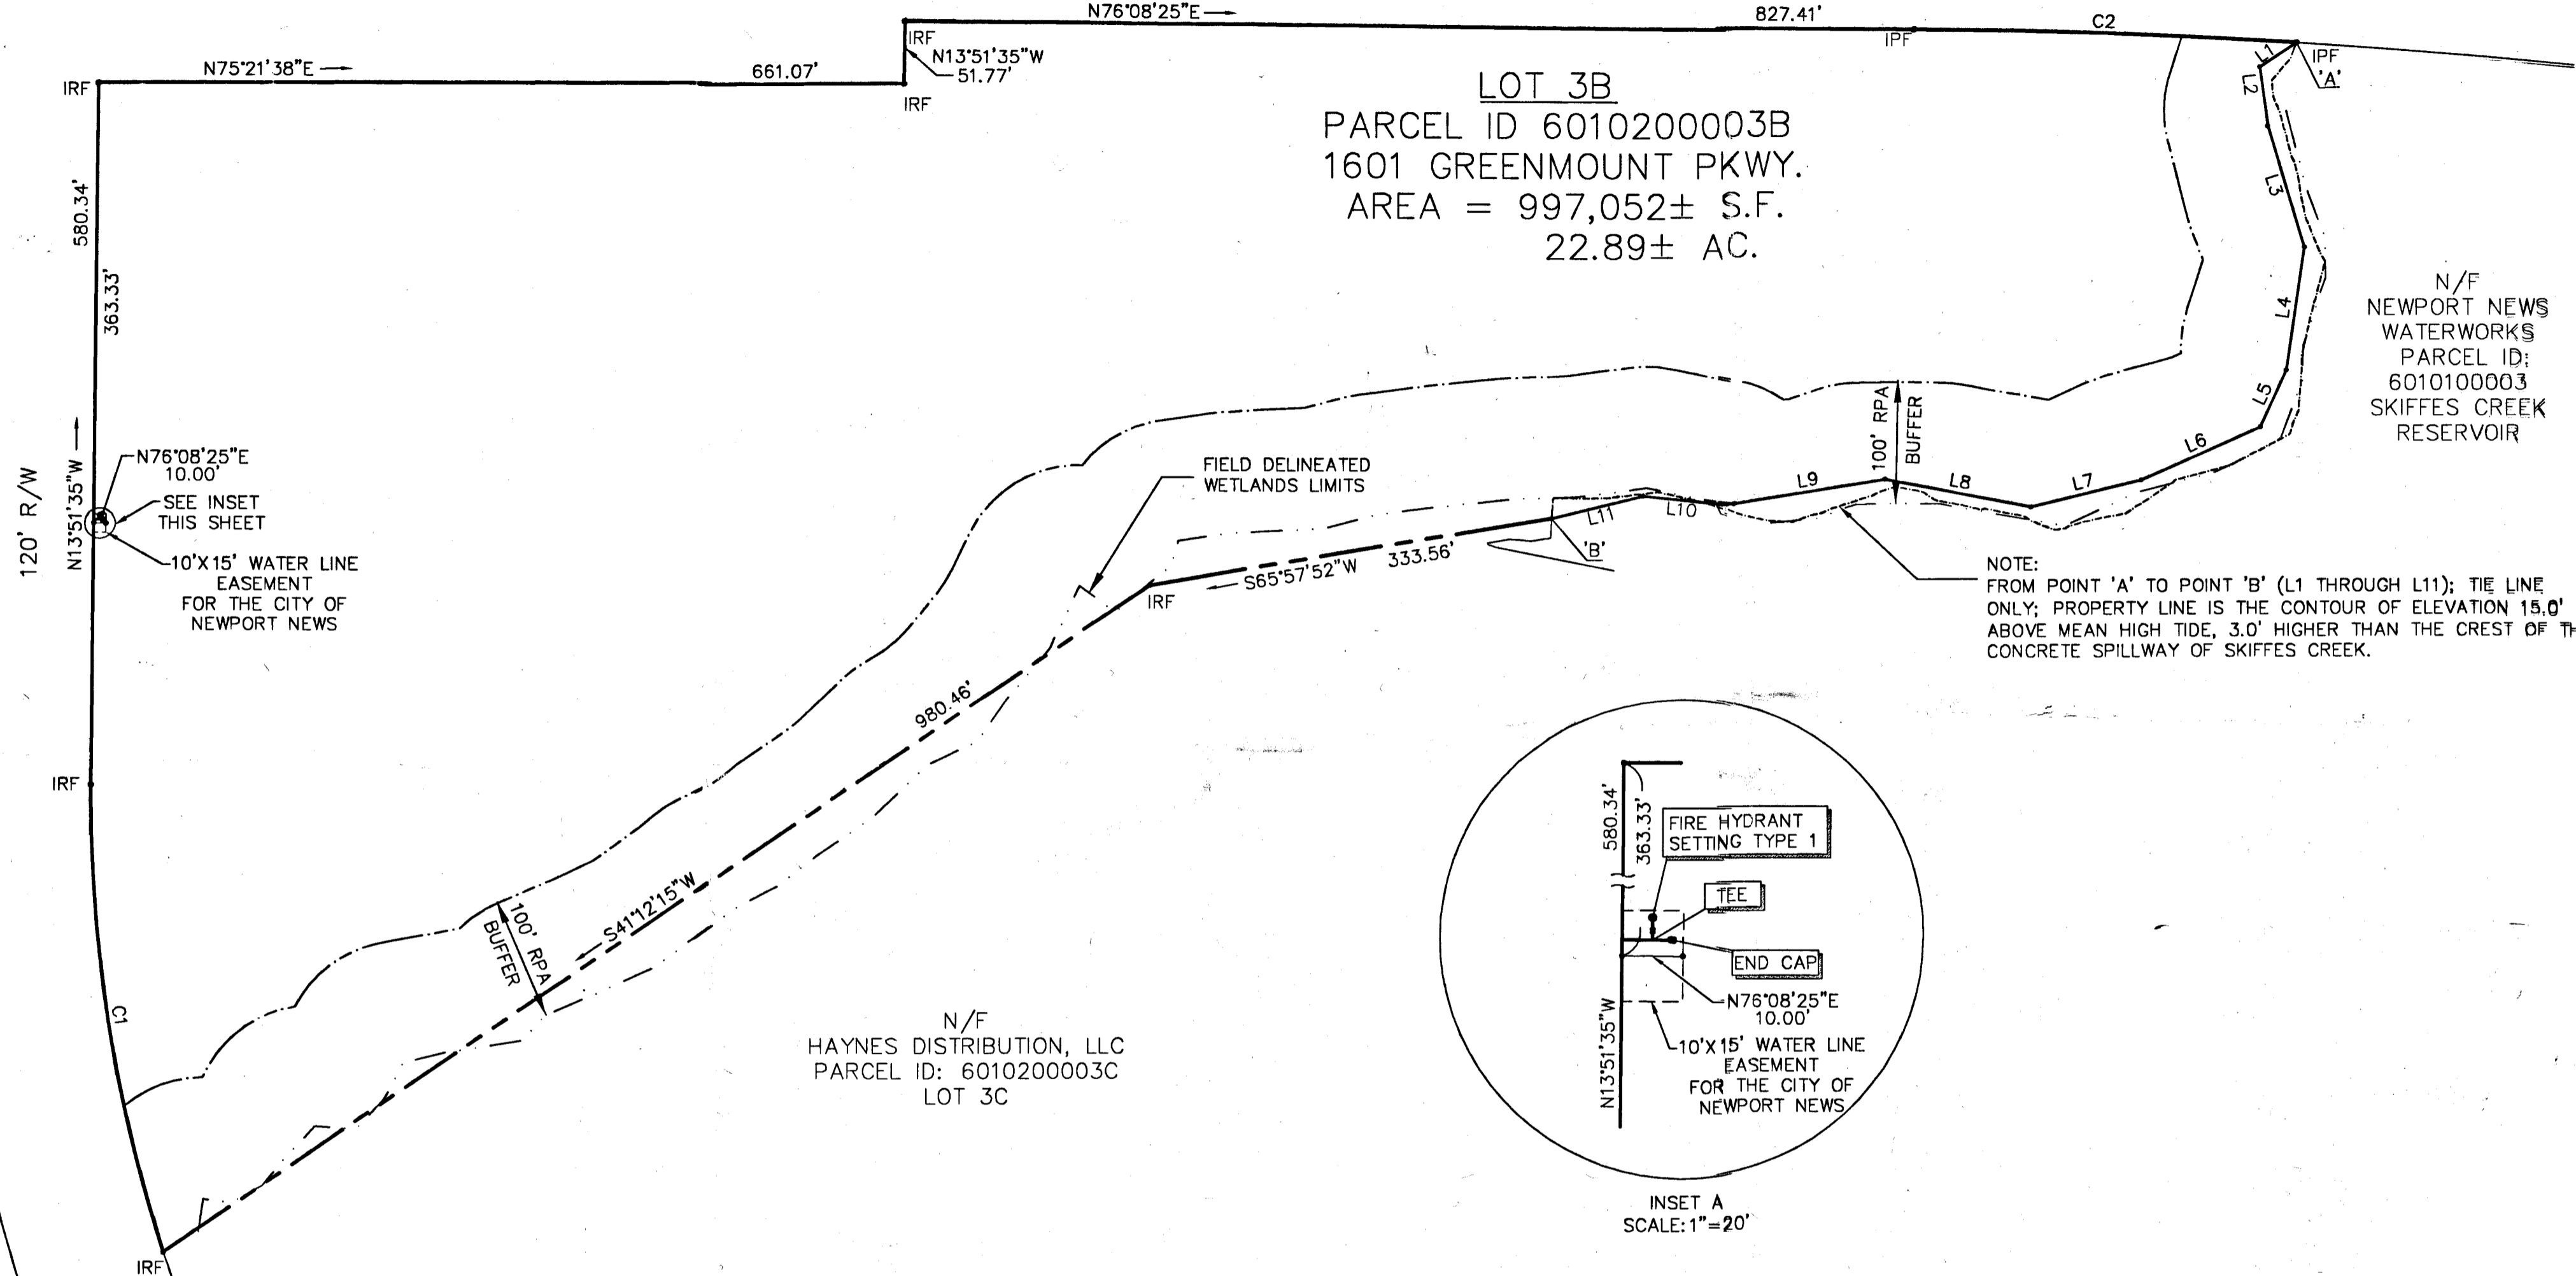 N76°08'25"E
827.41'
C2
IRF
N13°51'35"W
51.77'
IRF
IPF
L1
IPF
'A'
L2
N75°21'38"E
661.07'
IRF
LOT 3B
PARCEL ID 6010200003B
1601 GREENMOUNT PKWY.
AREA = 997,052± S.F.
22.89± AC.
580.34'
363.33'
L3
L4
L5
L6
L7
L8
L9
L10
L11
N/F
NEWPORT NEWS
WATERWORKS
PARCEL ID:
6010100003
SKIFFES CREEK
RESERVOIR
100' RPA
BUFFER
120' R/W
N13°51'35"W
N76°08'25"E
10.00'
SEE INSET
THIS SHEET
10'X15' WATER LINE
EASEMENT
FOR THE CITY OF
NEWPORT NEWS
FIELD DELINEATED
WETLANDS LIMITS
'B'
333.56'
S65°57'52"W
IRF
NOTE:
FROM POINT 'A' TO POINT 'B' (L1 THROUGH L11); TIE LINE
ONLY; PROPERTY LINE IS THE CONTOUR OF ELEVATION 15.0'
ABOVE MEAN HIGH TIDE, 3.0' HIGHER THAN THE CREST OF TH
CONCRETE SPILLWAY OF SKIFFES CREEK.
980.46'
S41°12'15"W
IRF
100' RPA
BUFFER
C1
IRF
N/F
HAYNES DISTRIBUTION, LLC
PARCEL ID: 6010200003C
LOT 3C
580.34'
363.33'
FIRE HYDRANT
SETTING TYPE 1
TEE
END CAP
N76°08'25"E
10.00'
N13°51'35"W
10'X15' WATER LINE
EASEMENT
FOR THE CITY OF
NEWPORT NEWS
INSET A
SCALE: 1"=20'